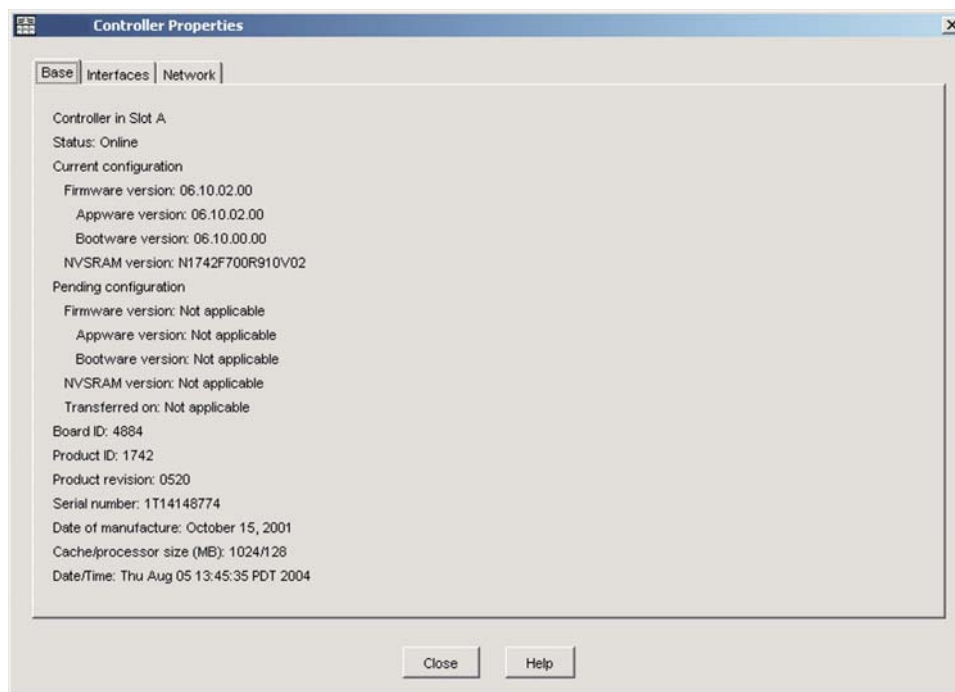 Controller Properties
Base Interfaces Network
Controller in Slot A
Status: Online
Current configuration
Firmware version: 06.10.02.00
Appware version: 06.10.02.00
Bootware version: 06.10.00.00
NVSRAM version: N1742F700R910V02
Pending configuration
Firmware version: Not applicable
Appware version: Not applicable
Bootware version: Not applicable
NVSRAM version: Not applicable
Transferred on: Not applicable
Board ID: 4884
Product ID: 1742
Product revision: 0520
Serial number: 1T14148774
Date of manufacture: October 15, 2001
Cache/processor size (MB): 1024/128
Date/Time: Thu Aug 05 13:45:35 PDT 2004
Close Help